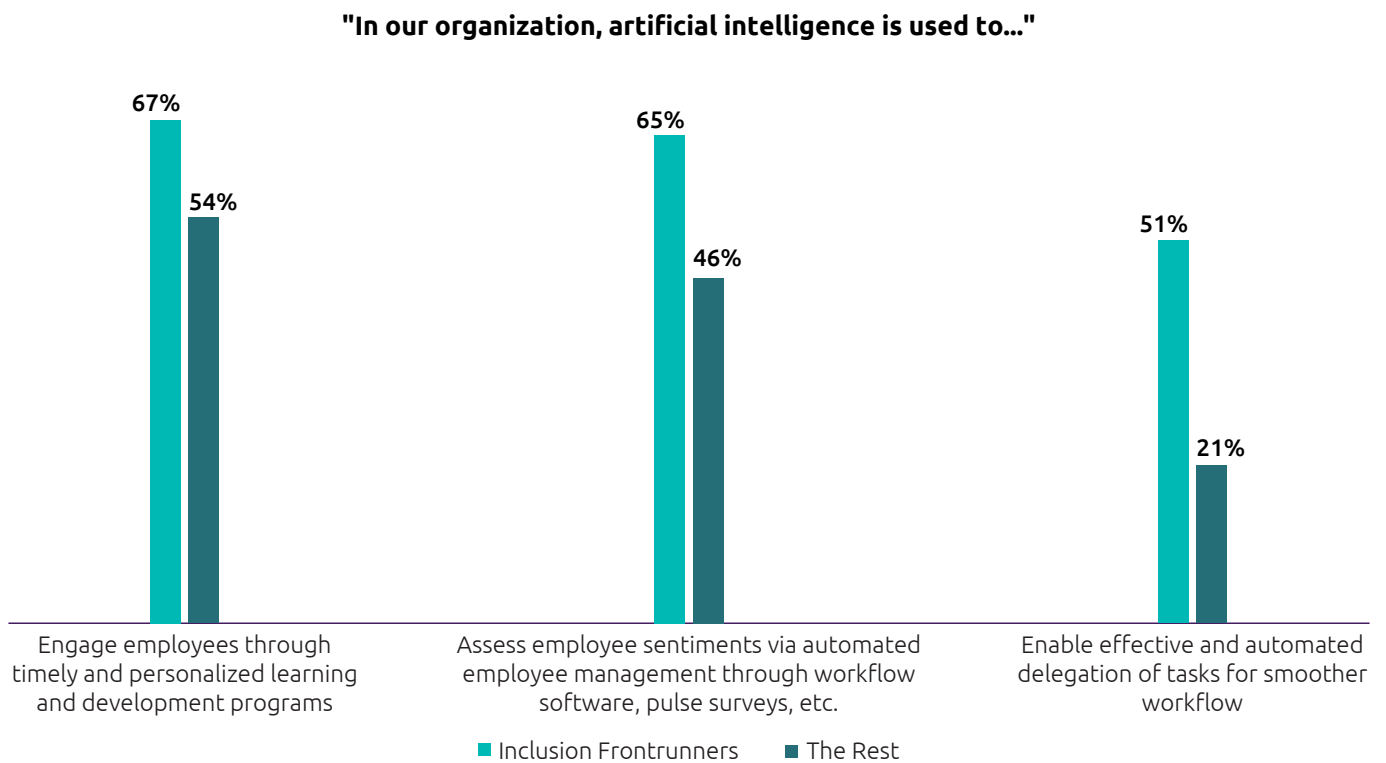 "In our organization, artificial intelligence is used to..."
67%
54%
65%
46%
51%
21%
Engage employees through
timely and personalized learning
and development programs
Assess employee sentiments via automated
employee management through workflow
software, pulse surveys, etc.
Enable effective and automated
delegation of tasks for smoother
workflow
Inclusion Frontrunners
The Rest